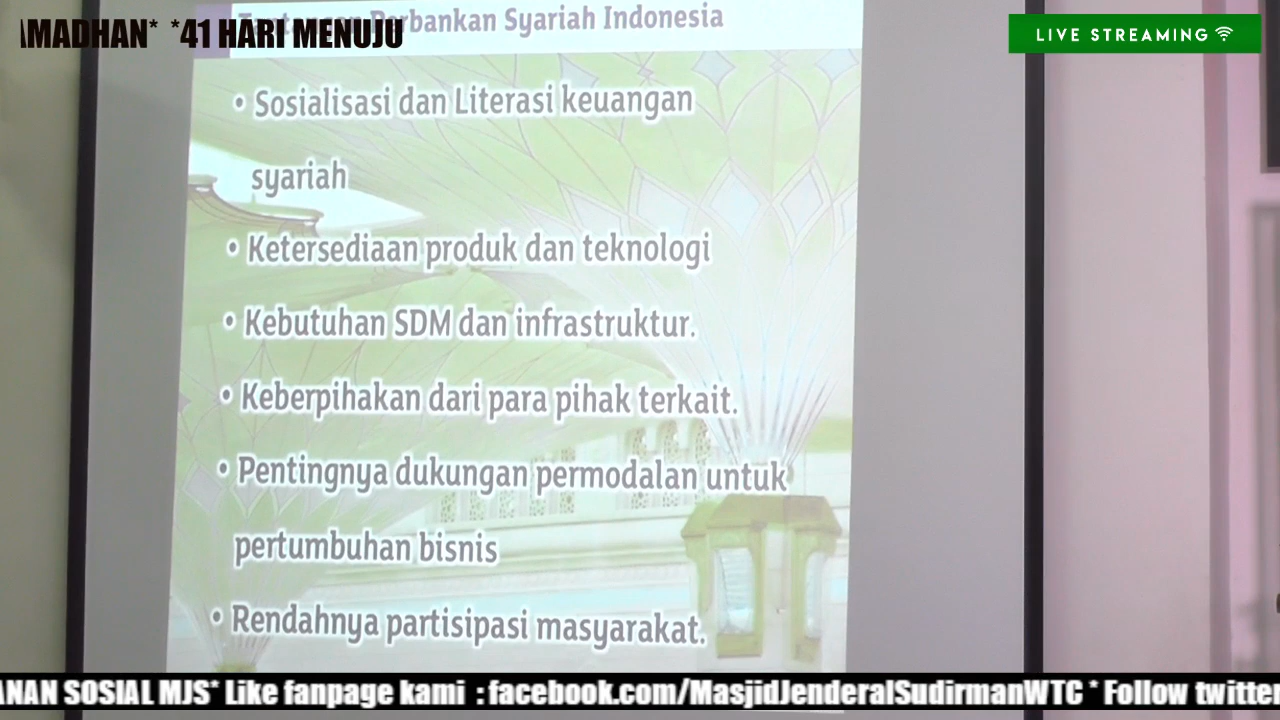 AMADHAN* *41 HARI MENUJU
LIVE STREAMING
Perbankan Syariah Indonesia
• Sosialisasi dan Literasi keuangan
syariah
• Ketersediaan produk dan teknologi
• Kebutuhan SDM dan infrastruktur.
• Keberpihakan dari para pihak terkait.
• Pentingnya dukungan permodalan untuk
pertumbuhan bisnis
• Rendahnya partisipasi masyarakat.
ANAN SOSIAL MJS* Like fanpage kami : facebook.com/MasjidJenderalSudirmanWTC * Follow twitter